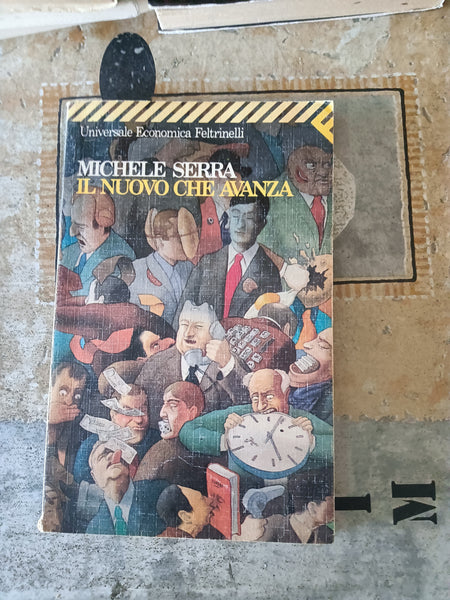 Universale Economica Feltrinelli
MICHELE SERRA
IL NUOVO CHE AVANZA
I M